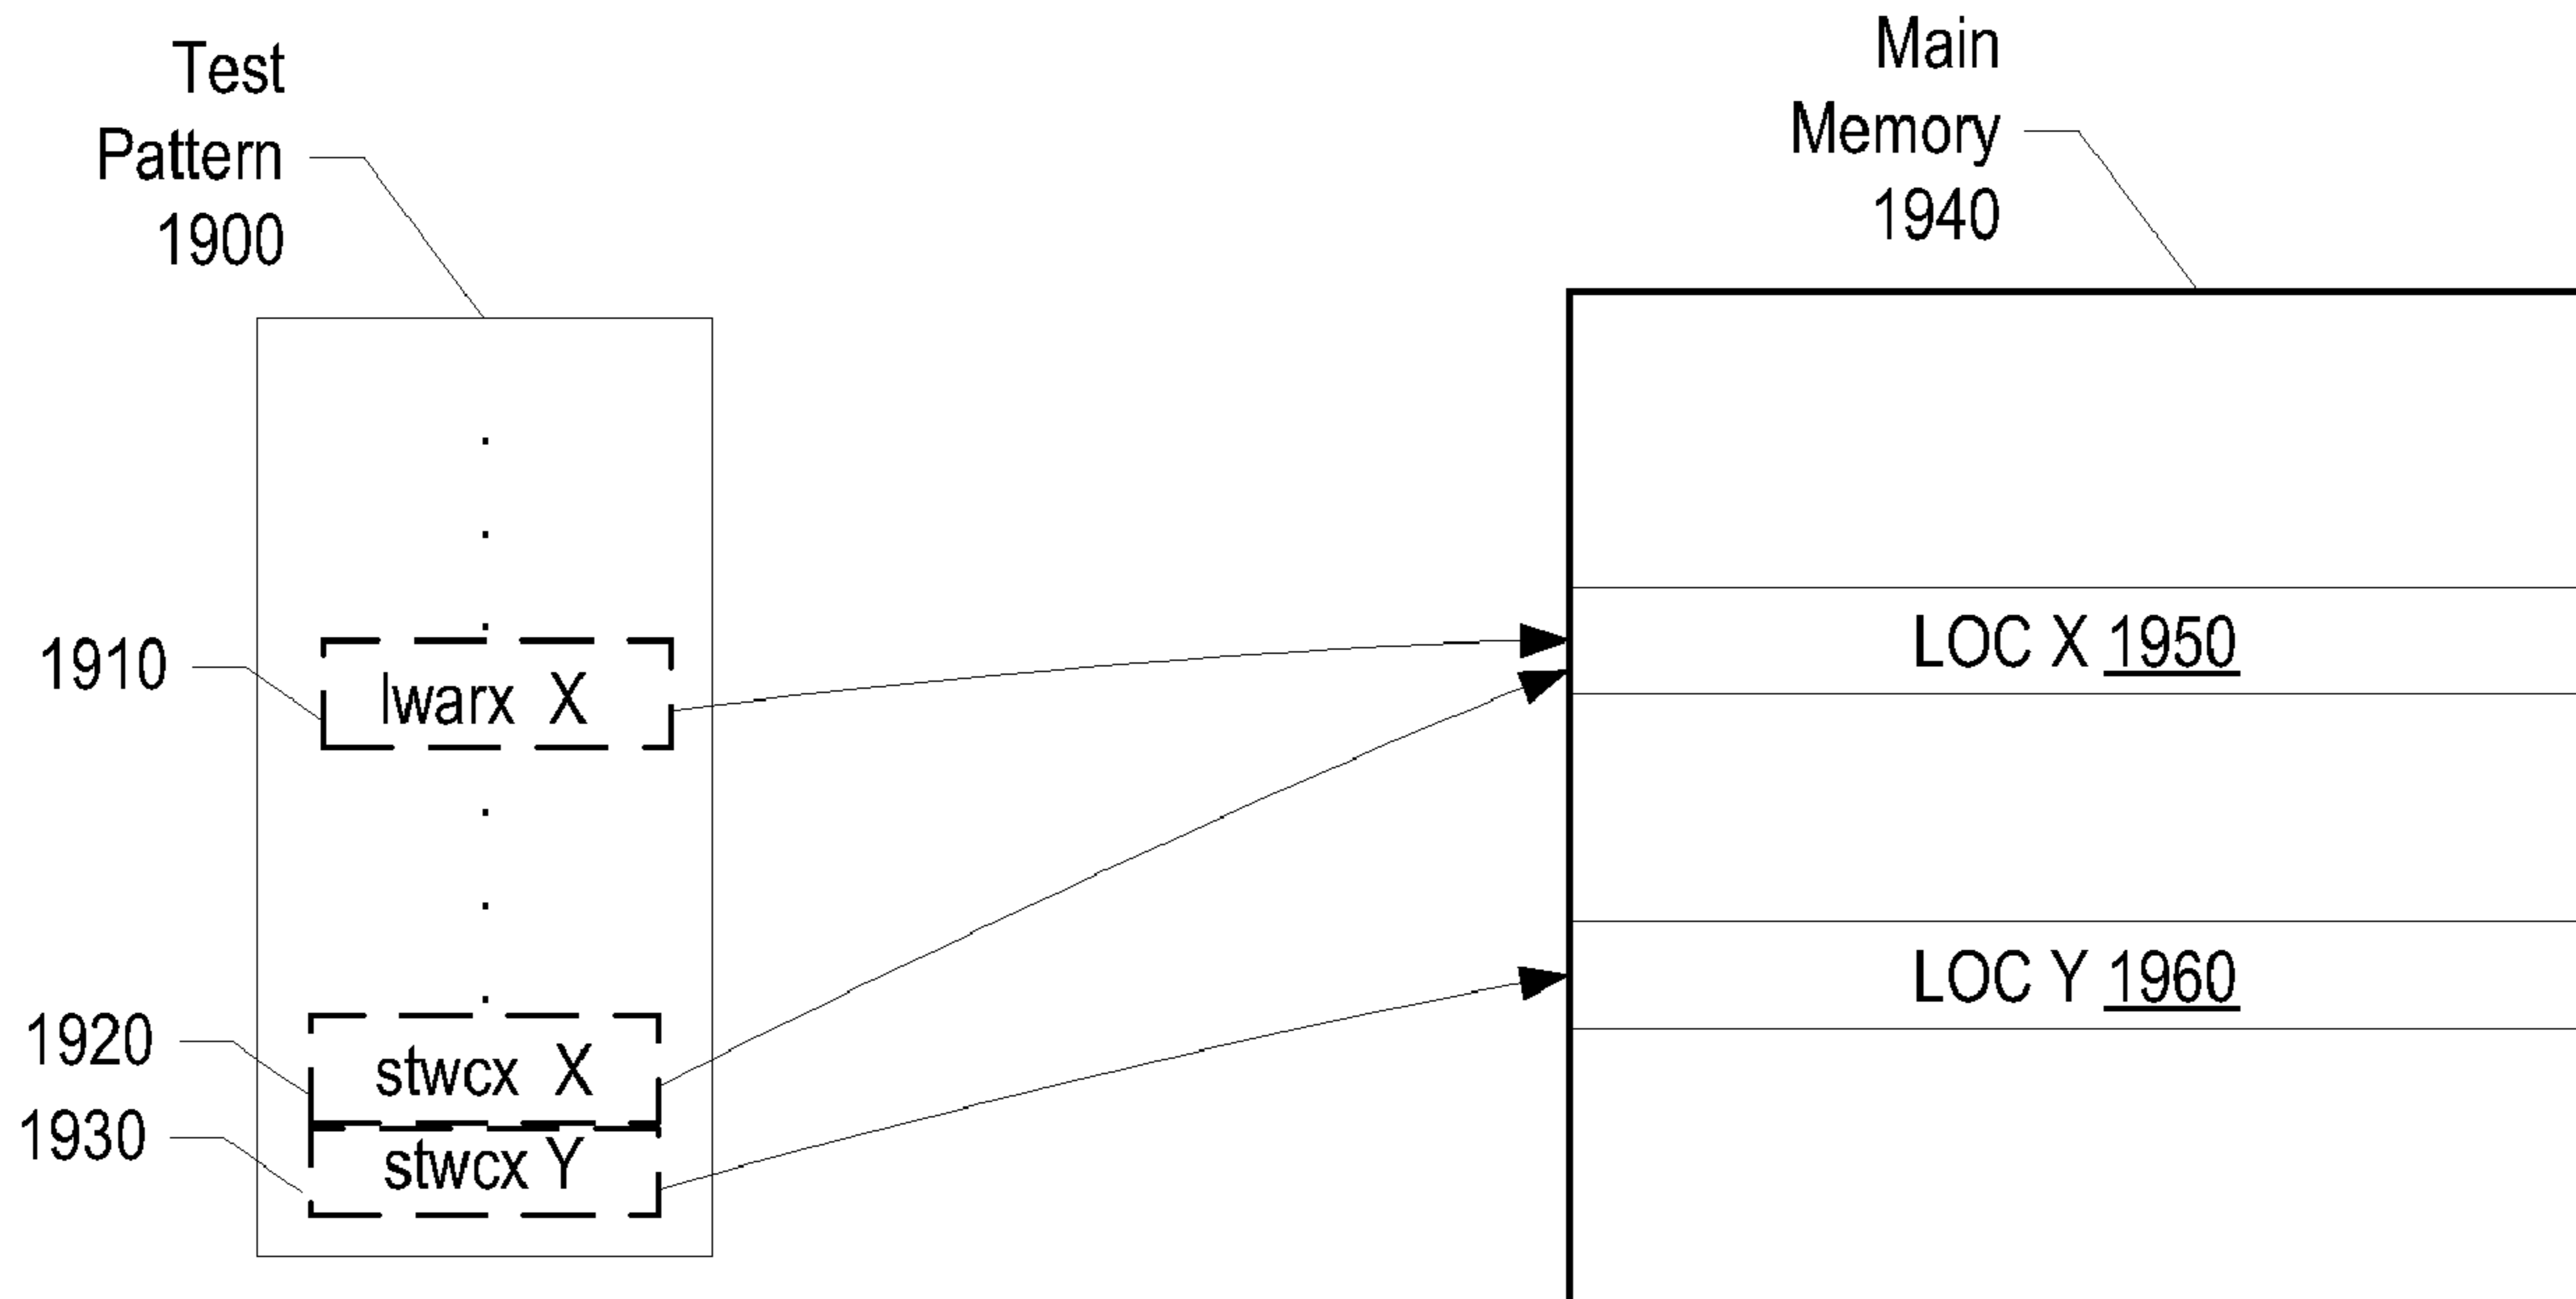 Test
Pattern
1900
Main
Memory
1940
1910
lwarx X
LOC X 1950
1920
stwcx X
1930
stwcx Y
LOC Y 1960